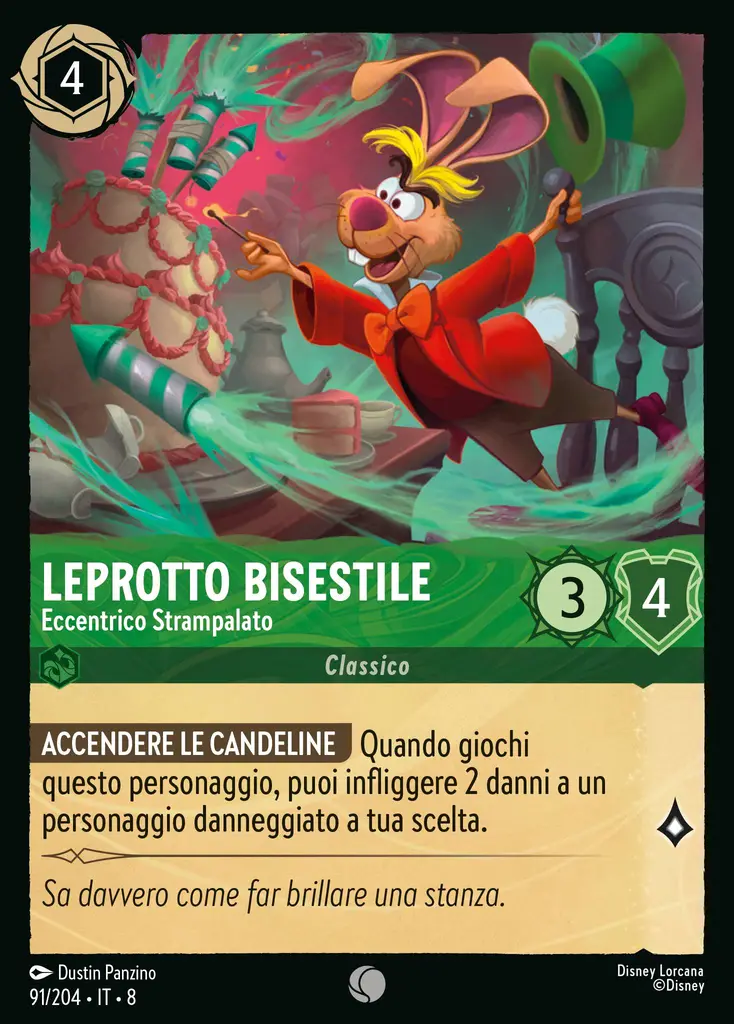 4
LEPROTTO BISESTILE
Eccentrico Strampalato
3
4
Classico
ACCENDERE LE CANDELINE Quando giochi
questo personaggio, puoi infliggere 2 danni a un
personaggio danneggiato a tua scelta.
Sa davvero come far brillare una stanza.
Dustin Panzino
91/204 • IT • 8
Disney Lorcana
©Disney